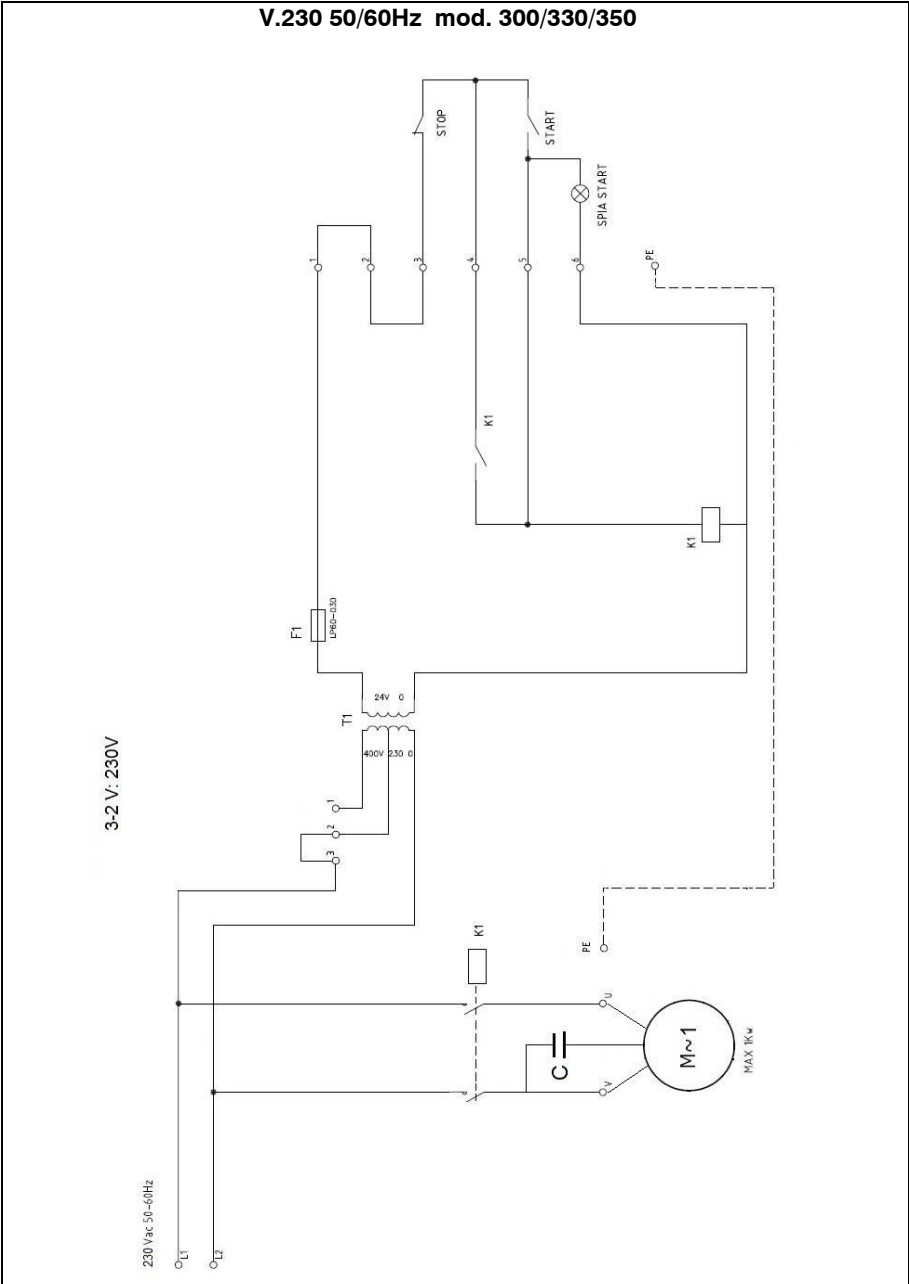 V.230 50/60Hz mod. 300/330/350
STOP
START
SPIA START
1
2
3
4
5
6
PE
K1
K1
F1
LP60-030
T1
24V 0
400V 230 0
3-2 V: 230V
1
2
3
K1
PE
U
V
C
M~1
MAX 1Kw
230 Vac 50-60Hz
L1
L2